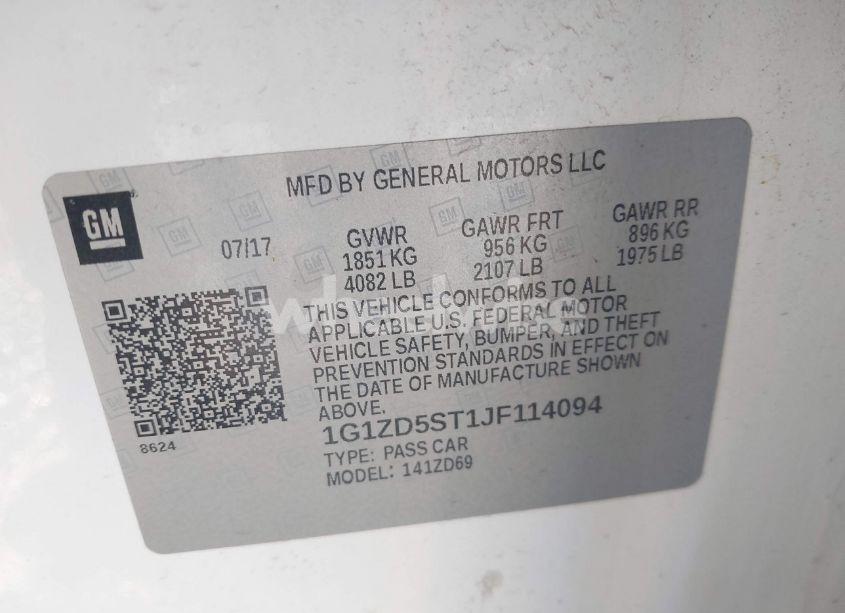 MFD BY GENERAL MOTORS LLC
GM
07/17
GVWR
1851 KG
4082 LB
GAWR FRT
956 KG
2107 LB
GAWR RR
896 KG
1975 LB
THIS VEHICLE CONFORMS TO ALL
APPLICABLE U.S. FEDERAL MOTOR
VEHICLE SAFETY, BUMPER, AND THEFT
PREVENTION STANDARDS IN EFFECT ON
THE DATE OF MANUFACTURE SHOWN
ABOVE.
1G1ZD5ST1JF114094
TYPE: PASS CAR
MODEL: 141ZD69
8624